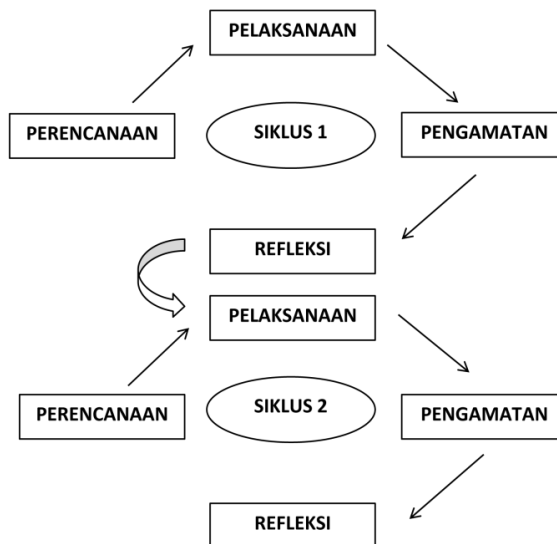 PELAKSANAAN
PERENCANAAN
SIKLUS 1
PENGAMATAN
REFLEKSI
PELAKSANAAN
PERENCANAAN
SIKLUS 2
PENGAMATAN
REFLEKSI